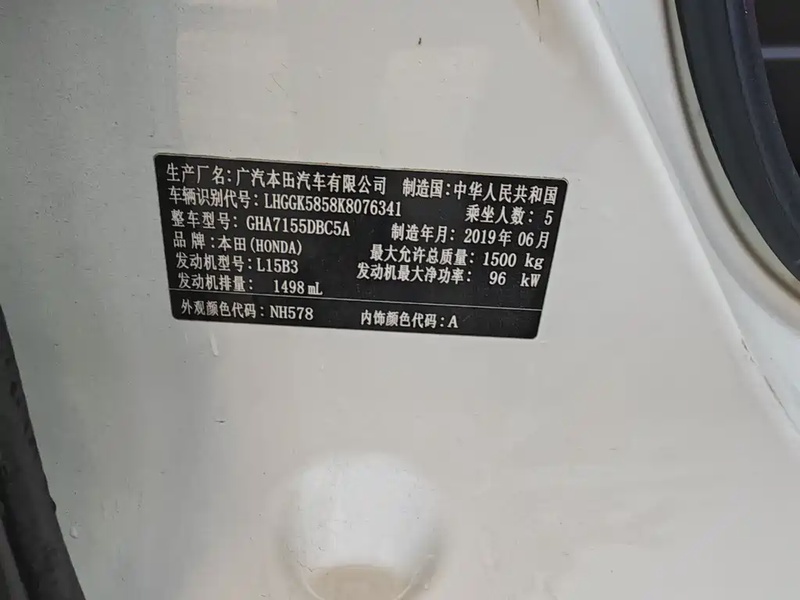 生产厂名:广汽本田汽车有限公司 制造国:中华人民共和国
车辆识别代号:LHGGK5858K8076341 乘坐人数:5
整车型号:GHA7155DBC5A 制造年月:2019年06月
品牌:本田(HONDA) 最大允许总质量:1500 kg
发动机型号:L15B3 发动机最大净功率:96 kW
发动机排量:1498 mL
外观颜色代码:NH578 内饰颜色代码:A